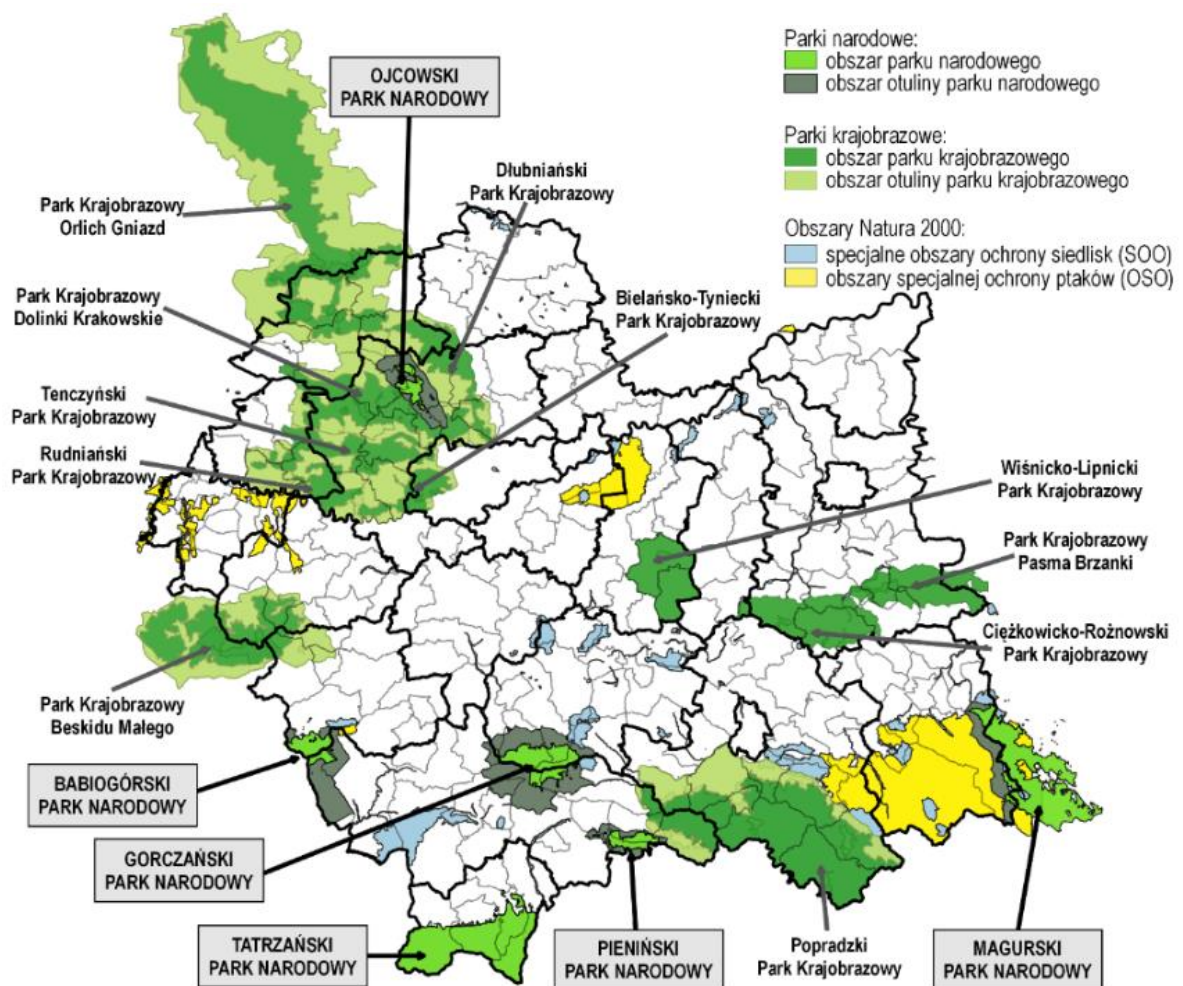 Parki narodowe:
obszar parku narodowego
obszar otuliny parku narodowego
Parki krajobrazowe:
obszar parku krajobrazowego
obszar otuliny parku krajobrazowego
Obszary Natura 2000:
specjalne obszary ochrony siedlisk (SOO)
obszary specjalnej ochrony ptaków (OSO)
OJCOWSKI
PARK NARODOWY
Dłubniański
Park Krajobrazowy
Park Krajobrazowy
Orlich Gniazd
Park Krajobrazowy
Dolinki Krakowskie
Bielańsko-Tyniecki
Park Krajobrazowy
Tenczyński
Park Krajobrazowy
Rudniański
Park Krajobrazowy
Wiśnicko-Lipnicki
Park Krajobrazowy
Park Krajobrazowy
Pasma Brzanki
Ciężkowicko-Rożnowski
Park Krajobrazowy
Park Krajobrazowy
Beskidu Małego
BABIOGÓRSKI
PARK NARODOWY
GORCZAŃSKI
PARK NARODOWY
TATRZAŃSKI
PARK NARODOWY
PIENIŃSKI
PARK NARODOWY
Popradzki
Park Krajobrazowy
MAGURSKI
PARK NARODOWY